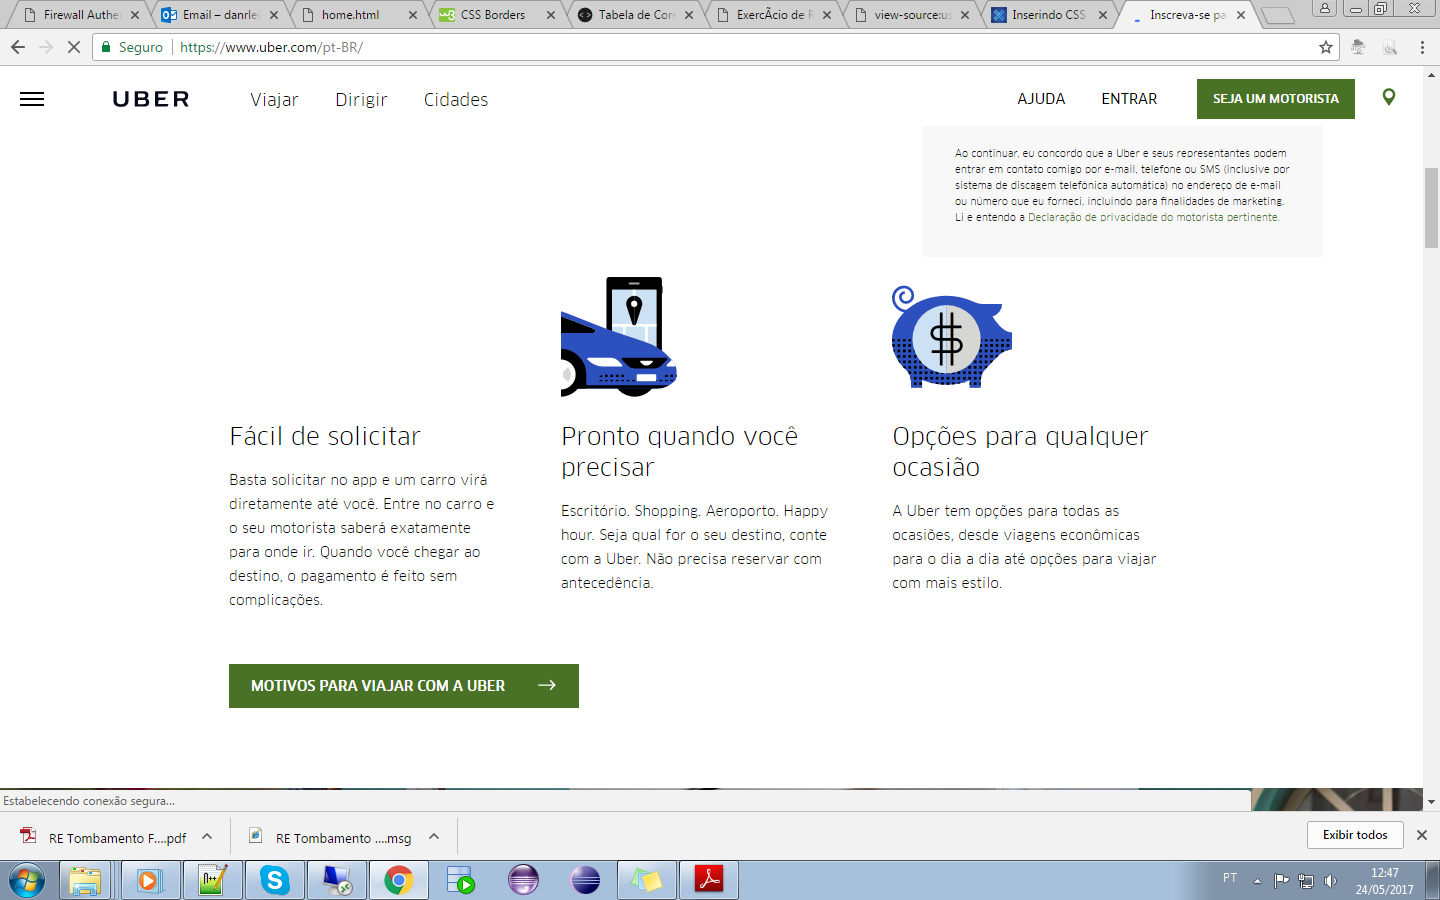 Firewall Authe
Email – danrlei
home.html
CSS Borders
Tabela de Core
ExercÃcio de F
view-source:us
Inserindo CSS
Inscreva-se pa
Seguro
https://www.uber.com/pt-BR/
UBER
Viajar
Dirigir
Cidades
AJUDA
ENTRAR
SEJA UM MOTORISTA
Ao continuar, eu concordo que a Uber e seus representantes podem
entrar em contato comigo por e-mail, telefone ou SMS (inclusive por
sistema de discagem telefônica automática) no endereço de e-mail
ou número que eu forneci, incluindo para finalidades de marketing.
Li e entendo a Declaração de privacidade do motorista pertinente.
Fácil de solicitar
Basta solicitar no app e um carro virá
diretamente até você. Entre no carro e
o seu motorista saberá exatamente
para onde ir. Quando você chegar ao
destino, o pagamento é feito sem
complicações.
Pronto quando você
precisar
Escritório. Shopping. Aeroporto. Happy
hour. Seja qual for o seu destino, conte
com a Uber. Não precisa reservar com
antecedência.
Opções para qualquer
ocasião
A Uber tem opções para todas as
ocasiões, desde viagens econômicas
para o dia a dia até opções para viajar
com mais estilo.
MOTIVOS PARA VIAJAR COM A UBER
Estabelecendo conexão segura...
RE Tombamento F....pdf
RE Tombamento ....msg
Exibir todos
PT
12:47
24/05/2017